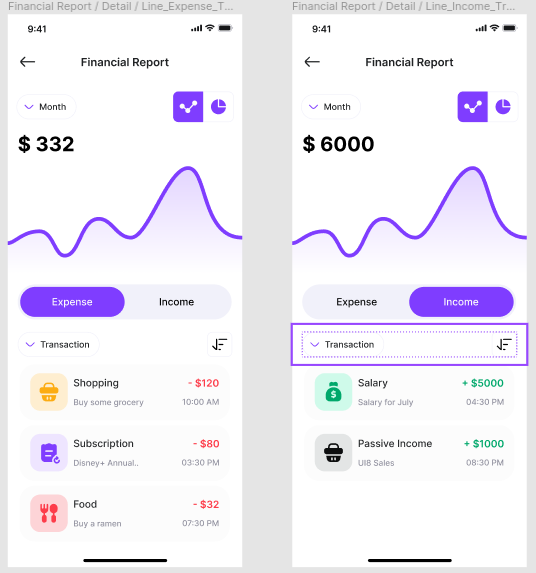 Financial Report / Detail / Line_Expense_T...
9:41
Financial Report
Month
$ 332
Expense
Income
Transaction
Shopping
- $120
Buy some grocery
10:00 AM
Subscription
- $80
Disney+ Annual..
03:30 PM
Food
- $32
Buy a ramen
07:30 PM
Financial Report / Detail / Line_Income_Tr...
9:41
Financial Report
Month
$ 6000
Expense
Income
Transaction
$
Salary
+ $5000
Salary for July
04:30 PM
Passive Income
+ $1000
UI8 Sales
08:30 PM